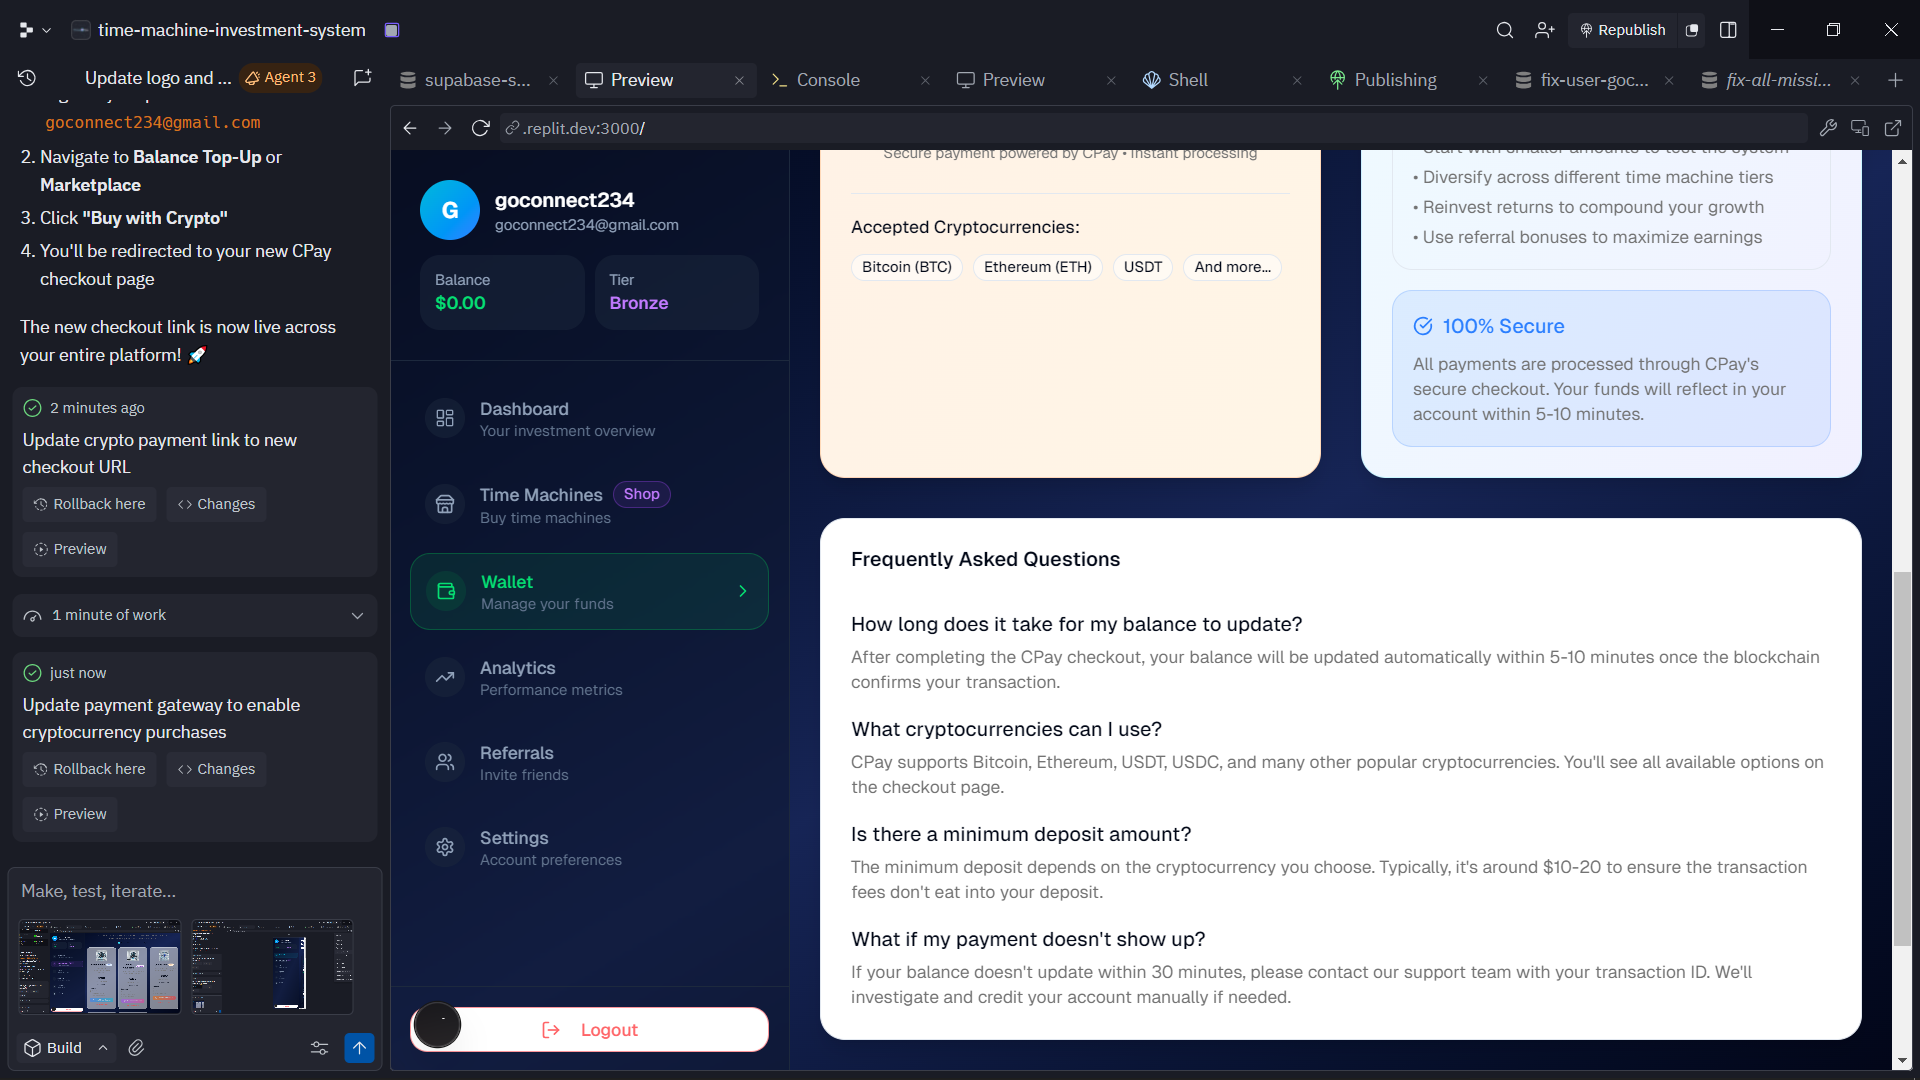 time-machine-investment-system
Republish
Update logo and ...
Agent 3
supabase-s...
Preview
Console
Preview
Shell
Publishing
fix-user-goc...
fix-all-missi...
.replit.dev:3000/
goconnect234@gmail.com
2. Navigate to Balance Top-Up or
Marketplace
3. Click "Buy with Crypto"
4. You'll be redirected to your new CPay
checkout page
The new checkout link is now live across
your entire platform! 🚀
2 minutes ago
Update crypto payment link to new
checkout URL
Rollback here
Changes
Preview
1 minute of work
just now
Update payment gateway to enable
cryptocurrency purchases
Rollback here
Changes
Preview
Make, test, iterate...
Build
G
goconnect234
goconnect234@gmail.com
Balance
$0.00
Tier
Bronze
Dashboard
Your investment overview
Time Machines
Shop
Buy time machines
Wallet
Manage your funds
Analytics
Performance metrics
Referrals
Invite friends
Settings
Account preferences
Logout
Secure payment powered by CPay • Instant processing
Accepted Cryptocurrencies:
Bitcoin (BTC)
Ethereum (ETH)
USDT
And more...
• Start with smaller amounts to test the system
• Diversify across different time machine tiers
• Reinvest returns to compound your growth
• Use referral bonuses to maximize earnings
100% Secure
All payments are processed through CPay's
secure checkout. Your funds will reflect in your
account within 5-10 minutes.
Frequently Asked Questions
How long does it take for my balance to update?
After completing the CPay checkout, your balance will be updated automatically within 5-10 minutes once the blockchain
confirms your transaction.
What cryptocurrencies can I use?
CPay supports Bitcoin, Ethereum, USDT, USDC, and many other popular cryptocurrencies. You'll see all available options on
the checkout page.
Is there a minimum deposit amount?
The minimum deposit depends on the cryptocurrency you choose. Typically, it's around $10-20 to ensure the transaction
fees don't eat into your deposit.
What if my payment doesn't show up?
If your balance doesn't update within 30 minutes, please contact our support team with your transaction ID. We'll
investigate and credit your account manually if needed.